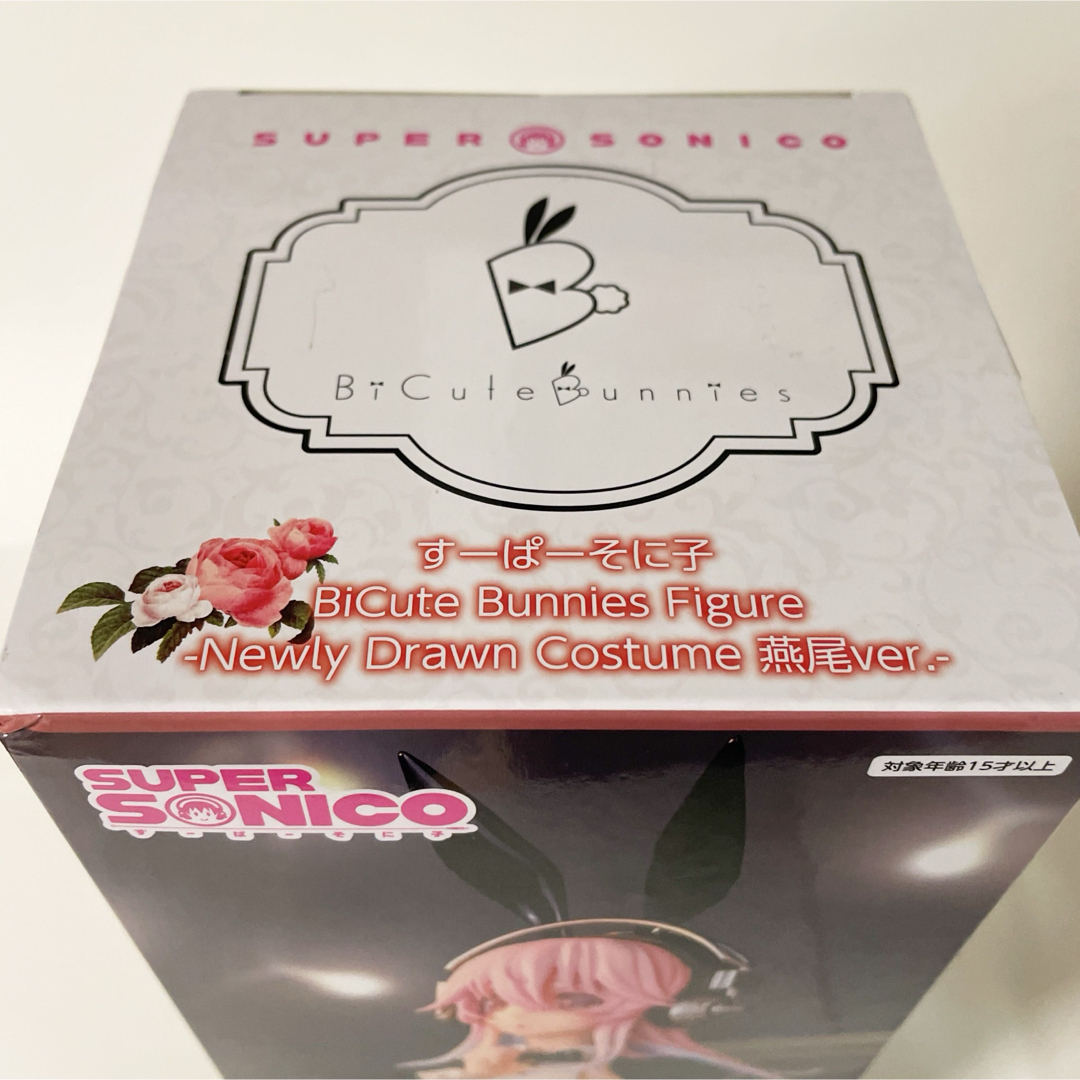 SUPER SONICO
BiCute Bunnies
すーぱーそに子
BiCute Bunnies Figure
-Newly Drawn Costume 燕尾ver.-
SUPER
SONICO
すーぱーそに子
対象年齢15才以上